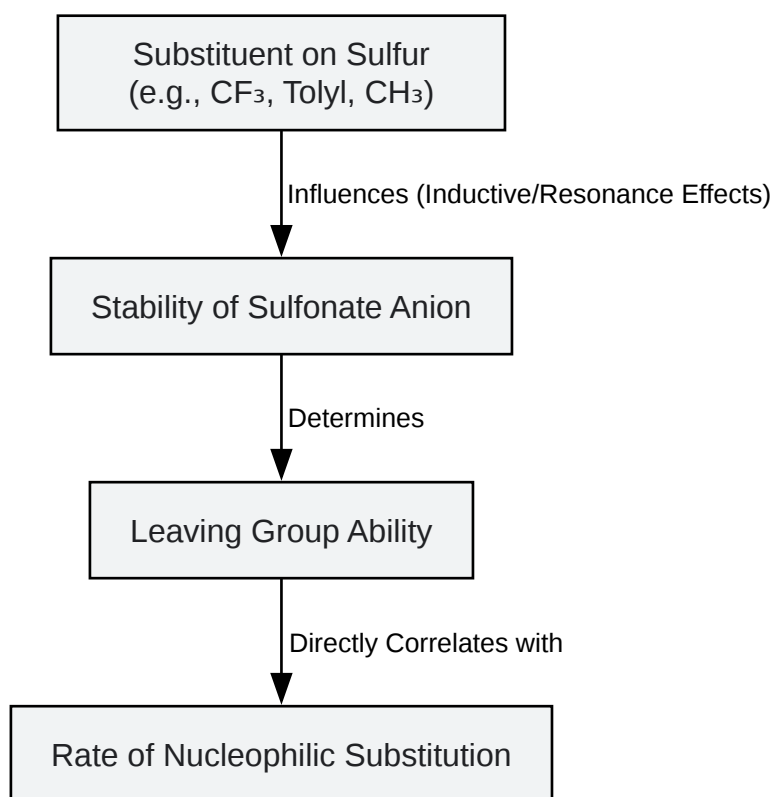 Substituent on Sulfur
(e.g., CF₃, Tolyl, CH₃)
Influences (Inductive/Resonance Effects)
Stability of Sulfonate Anion
Determines
Leaving Group Ability
Directly Correlates with
Rate of Nucleophilic Substitution